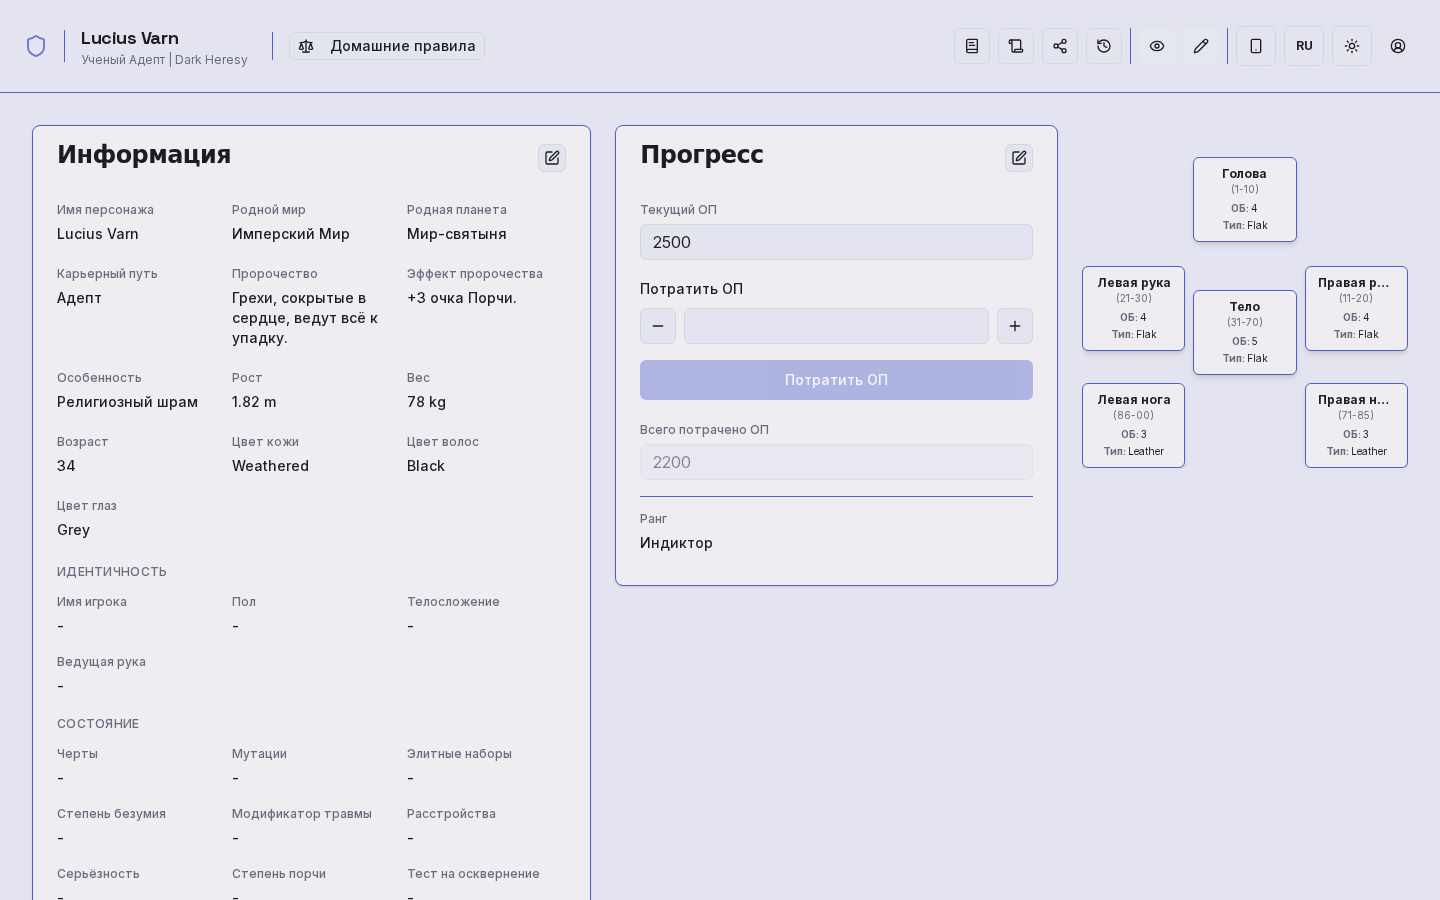 Lucius Varn
Ученый Адепт | Dark Heresy
Домашние правила
RU
Информация
Имя персонажа
Родной мир
Родная планета
Lucius Varn
Имперский Мир
Мир-святыня
Карьерный путь
Пророчество
Эффект пророчества
Адепт
Грехи, сокрытые в
сердце, ведут всё к
упадку.
+3 очка Порчи.
Особенность
Рост
Вес
Религиозный шрам
1.82 m
78 kg
Возраст
Цвет кожи
Цвет волос
34
Weathered
Black
Цвет глаз
Grey
ИДЕНТИЧНОСТЬ
Имя игрока
Пол
Телосложение
-
-
-
Ведущая рука
-
СОСТОЯНИЕ
Черты
Мутации
Элитные наборы
-
-
-
Степень безумия
Модификатор травмы
Расстройства
-
-
-
Серьёзность
Степень порчи
Тест на осквернение
-
-
-
Прогресс
Текущий ОП
2500
Потратить ОП
Потратить ОП
Всего потрачено ОП
2200
Ранг
Индиктор
Голова
(1-10)
ОБ: 4
Тип: Flak
Левая рука
(21-30)
ОБ: 4
Тип: Flak
Тело
(31-70)
ОБ: 5
Тип: Flak
Правая р...
(11-20)
ОБ: 4
Тип: Flak
Левая нога
(86-00)
ОБ: 3
Тип: Leather
Правая н...
(71-85)
ОБ: 3
Тип: Leather